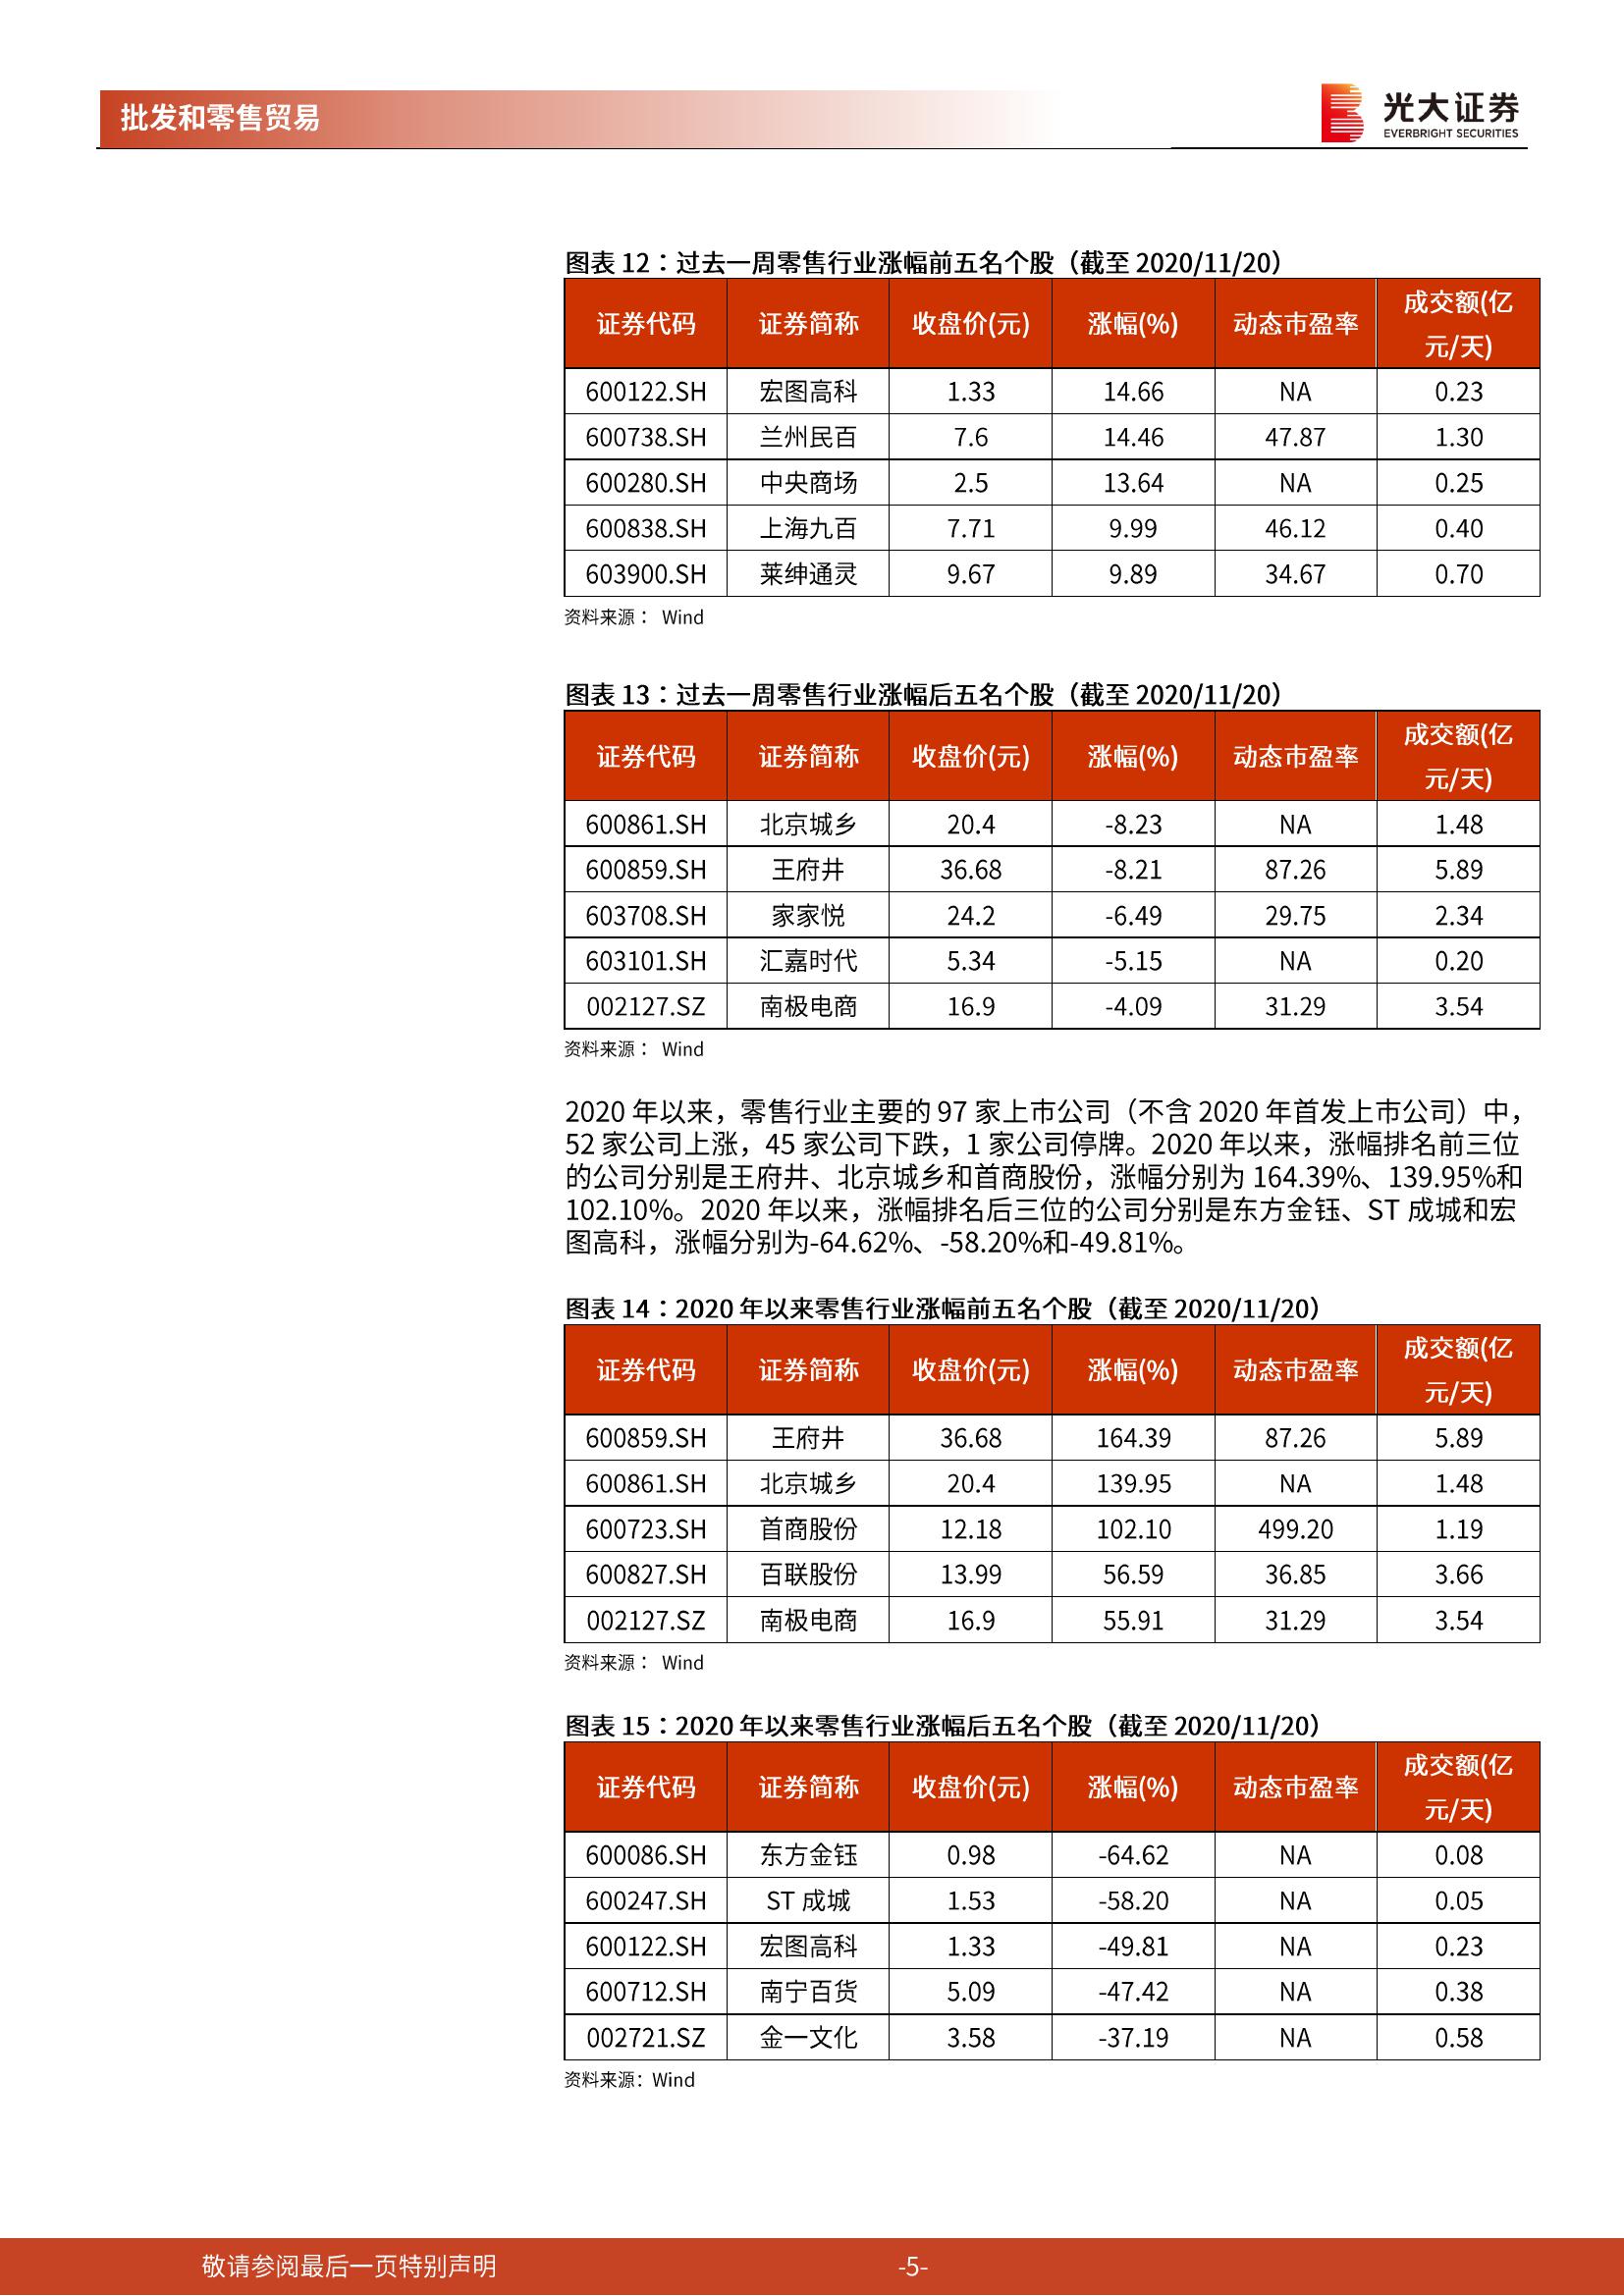 批发和零售贸易
光大证券
EVERBRIGHT SECURITIES
图表 12：过去一周零售行业涨幅前五名个股（截至 2020/11/20）
证券代码 证券简称 收盘价(元) 涨幅(%) 动态市盈率 成交额(亿
元/天)
600122.SH 宏图高科 1.33 14.66 NA 0.23
600738.SH 兰州民百 7.6 14.46 47.87 1.30
600280.SH 中央商场 2.5 13.64 NA 0.25
600838.SH 上海九百 7.71 9.99 46.12 0.40
603900.SH 莱绅通灵 9.67 9.89 34.67 0.70
资料来源： Wind
图表 13：过去一周零售行业涨幅后五名个股（截至 2020/11/20）
证券代码 证券简称 收盘价(元) 涨幅(%) 动态市盈率 成交额(亿
元/天)
600861.SH 北京城乡 20.4 -8.23 NA 1.48
600859.SH 王府井 36.68 -8.21 87.26 5.89
603708.SH 家家悦 24.2 -6.49 29.75 2.34
603101.SH 汇嘉时代 5.34 -5.15 NA 0.20
002127.SZ 南极电商 16.9 -4.09 31.29 3.54
资料来源： Wind
2020 年以来，零售行业主要的 97 家上市公司（不含 2020 年首发上市公司）中，
52 家公司上涨，45 家公司下跌，1 家公司停牌。2020 年以来，涨幅排名前三位
的公司分别是王府井、北京城乡和首商股份，涨幅分别为 164.39%、139.95%和
102.10%。2020 年以来，涨幅排名后三位的公司分别是东方金钰、ST 成城和宏
图高科，涨幅分别为-64.62%、-58.20%和-49.81%。
图表 14：2020 年以来零售行业涨幅前五名个股（截至 2020/11/20）
证券代码 证券简称 收盘价(元) 涨幅(%) 动态市盈率 成交额(亿
元/天)
600859.SH 王府井 36.68 164.39 87.26 5.89
600861.SH 北京城乡 20.4 139.95 NA 1.48
600723.SH 首商股份 12.18 102.10 499.20 1.19
600827.SH 百联股份 13.99 56.59 36.85 3.66
002127.SZ 南极电商 16.9 55.91 31.29 3.54
资料来源： Wind
图表 15：2020 年以来零售行业涨幅后五名个股（截至 2020/11/20）
证券代码 证券简称 收盘价(元) 涨幅(%) 动态市盈率 成交额(亿
元/天)
600086.SH 东方金钰 0.98 -64.62 NA 0.08
600247.SH ST 成城 1.53 -58.20 NA 0.05
600122.SH 宏图高科 1.33 -49.81 NA 0.23
600712.SH 南宁百货 5.09 -47.42 NA 0.38
002721.SZ 金一文化 3.58 -37.19 NA 0.58
资料来源：Wind
敬请参阅最后一页特别声明 -5-